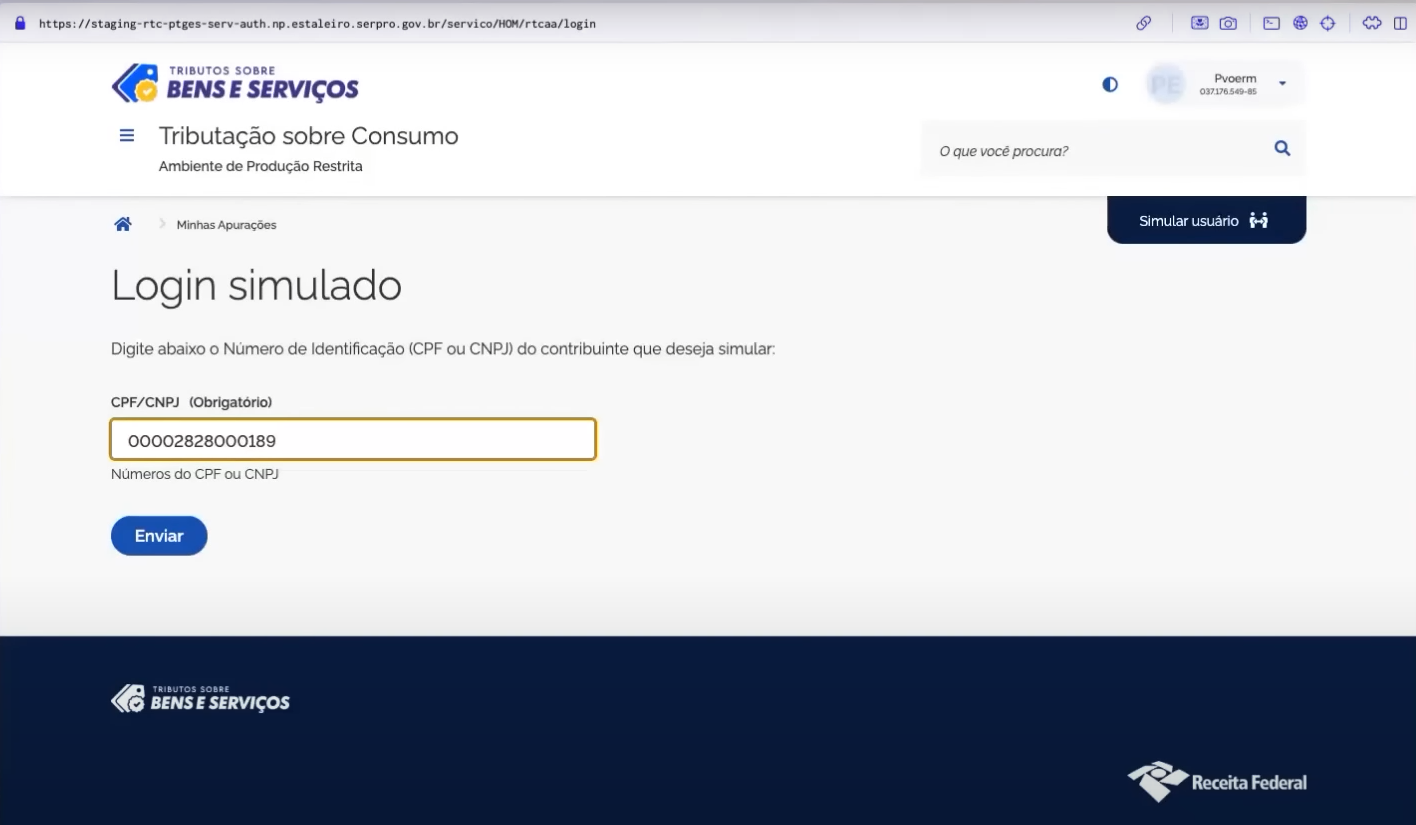 https://staging-rtc-ptges-serv-auth.np.estaleiro.serpro.gov.br/servico/HOM/rtcaa/login
TRIBUTOS SOBRE
BENS E SERVIÇOS
PE
Pvoerm
037.176.549-85
Tributação sobre Consumo
Ambiente de Produção Restrita
O que você procura?
Minhas Apurações
Simular usuário
Login simulado
Digite abaixo o Número de Identificação (CPF ou CNPJ) do contribuinte que deseja simular:
CPF/CNPJ (Obrigatório)
00002828000189
Números do CPF ou CNPJ
Enviar
TRIBUTOS SOBRE
BENS E SERVIÇOS
Receita Federal